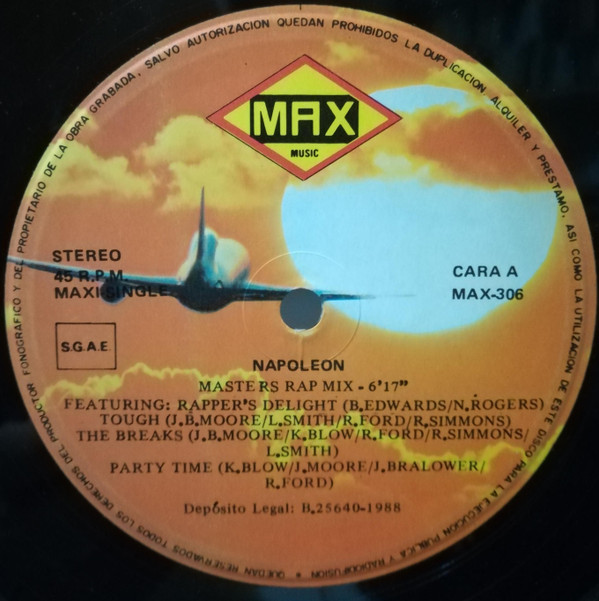 QUEDAN RESERVADOS TODOS LOS DERECHOS DEL PRODUCTOR FONOGRAFICO Y DEL PROPIETARIO DE LA OBRA GRABADA, SALVO AUTORIZACION QUEDAN PROHIBIDOS LA DUPLICACION, ALQUILER Y PRESTAMO, ASI COMO LA UTILIZACION DE ESTE DISCO PARA LA EJECUCION PUBLICA Y RADIODIFUSION •
MAX
MUSIC
STEREO
45 R.P.M.
MAXI SINGLE
CARA A
MAX-306
S.G.A.E.
NAPOLEON
MASTERS RAP MIX - 6'17"
FEATURING: RAPPER'S DELIGHT (B.EDWARDS/N.ROGERS)
TOUGH (J.B.MOORE/L.SMITH/R.FORD/R.SIMMONS)
THE BREAKS (J.B.MOORE/K.BLOW/R.FORD/R.SIMMONS/
L.SMITH)
PARTY TIME (K.BLOW/J.MOORE/J.BRALOWER/
R.FORD)
Depósito Legal: B.25640-1988